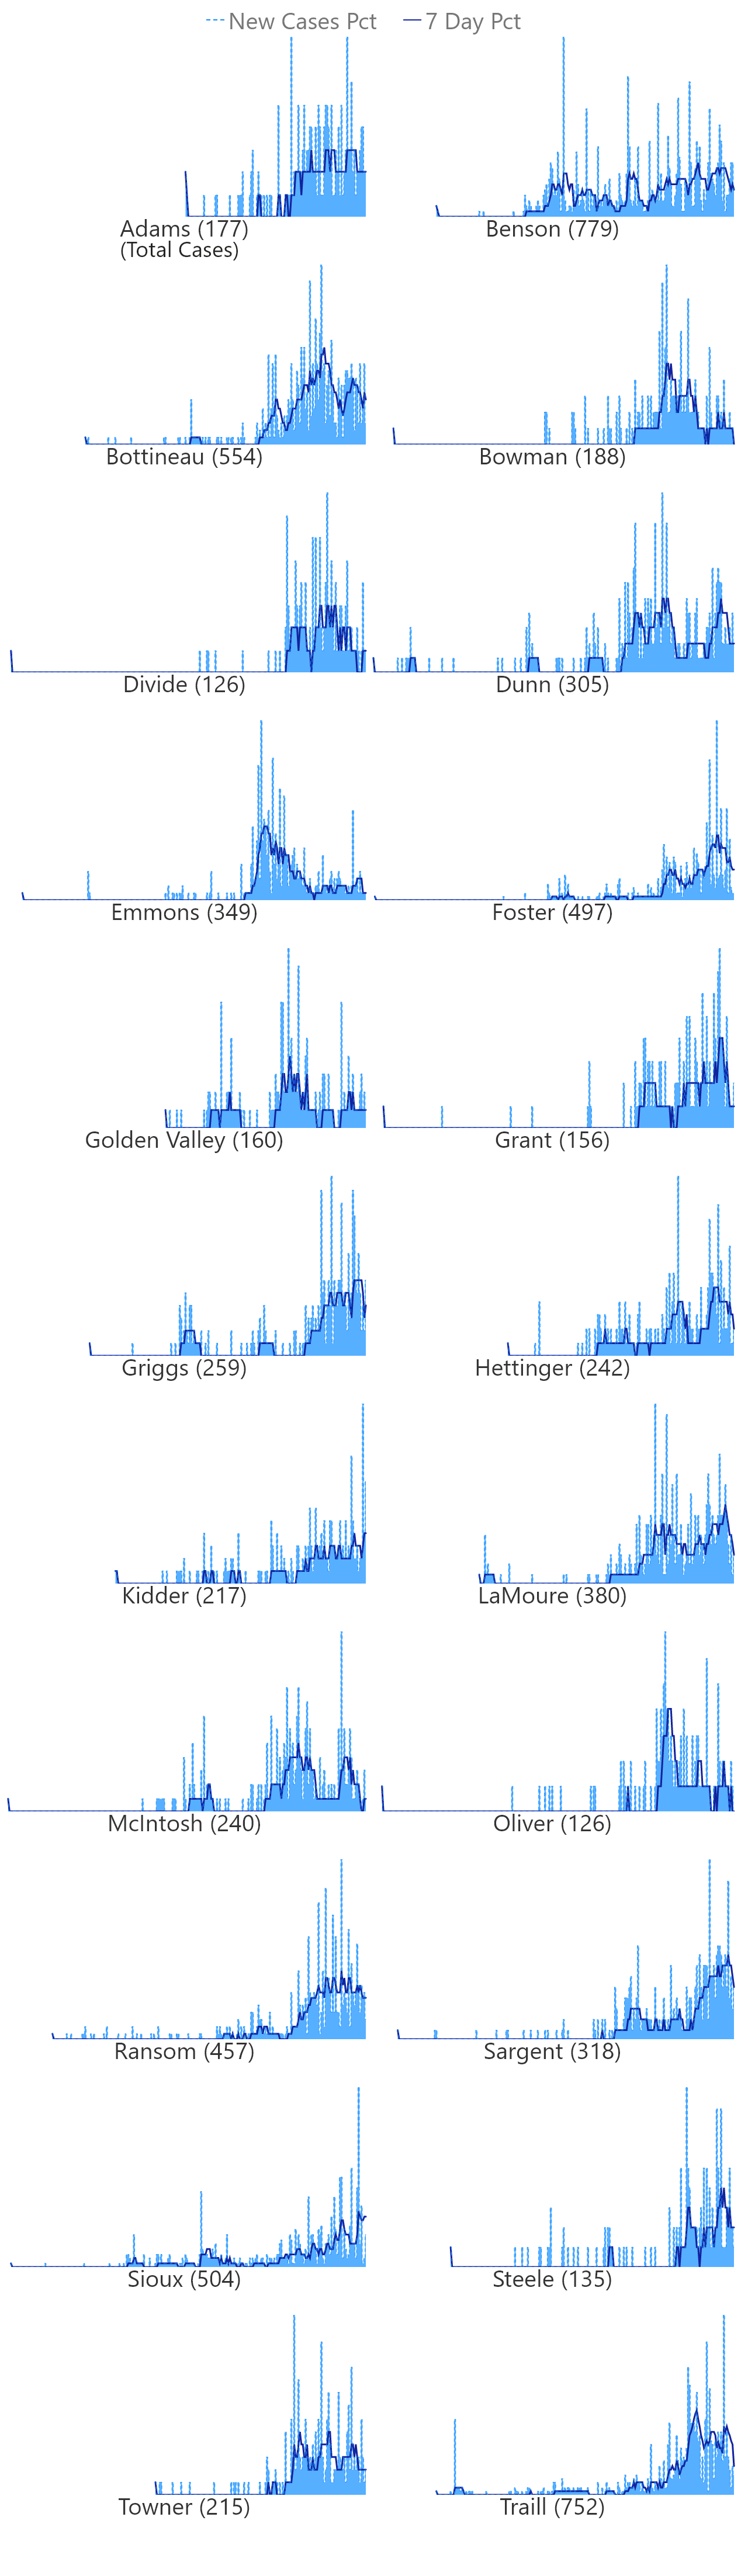 New Cases Pct 7 Day Pct
Adams (177) Benson (779)
(Total Cases)
Bottineau (554) Bowman (188)
Divide (126) Dunn (305)
Emmons (349) Foster (497)
Golden Valley (160) Grant (156)
Griggs (259) Hettinger (242)
Kidder (217) LaMoure (380)
McIntosh (240) Oliver (126)
Ransom (457) Sargent (318)
Sioux (504) Steele (135)
Towner (215) Traill (752)